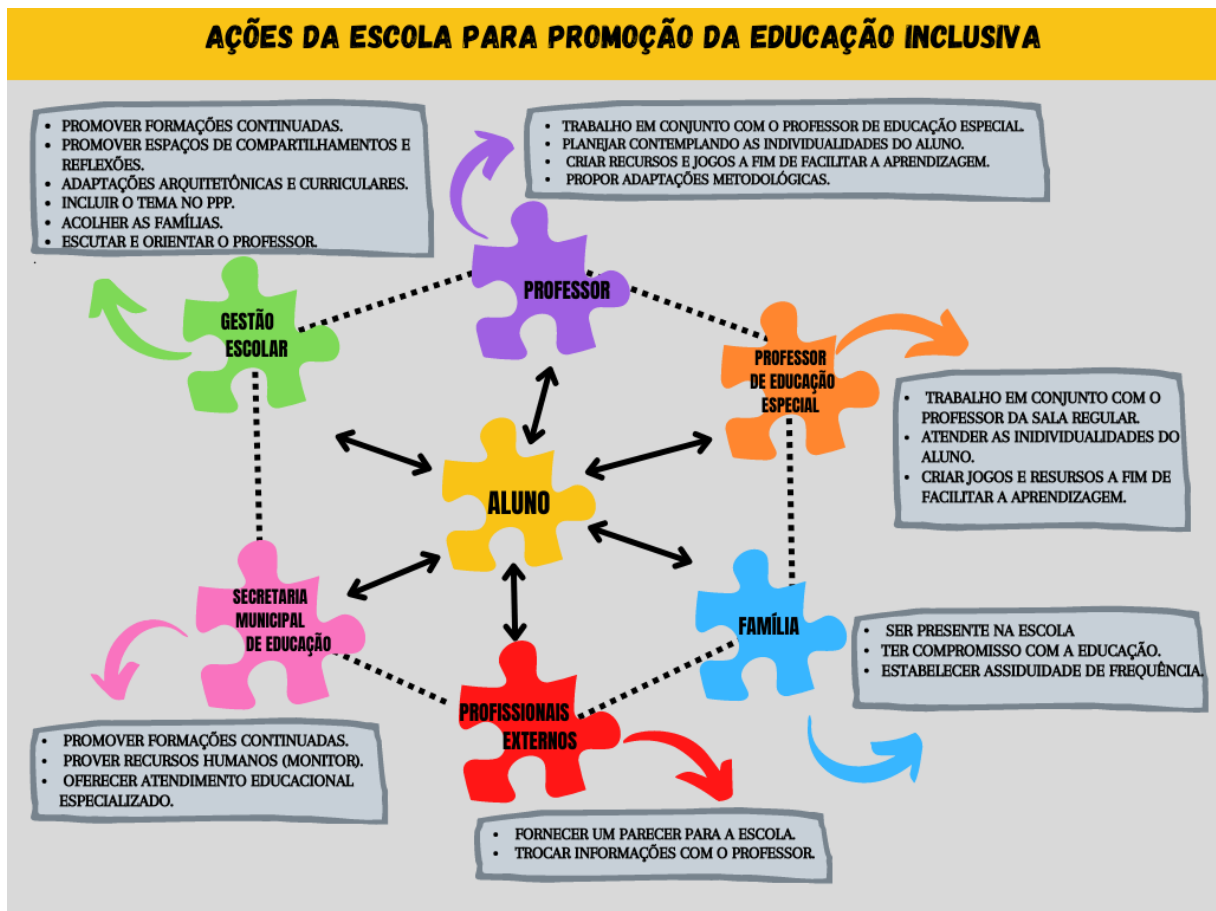 AÇÕES DA ESCOLA PARA PROMOÇÃO DA EDUCAÇÃO INCLUSIVA
• PROMOVER FORMAÇÕES CONTINUADAS.
• PROMOVER ESPAÇOS DE COMPARTILHAMENTOS E
REFLEXÕES.
• ADAPTAÇÕES ARQUITETÔNICAS E CURRICULARES.
• INCLUIR O TEMA NO PPP.
• ACOLHER AS FAMÍLIAS.
• ESCUTAR E ORIENTAR O PROFESSOR.
• TRABALHO EM CONJUNTO COM O PROFESSOR DE EDUCAÇÃO ESPECIAL.
• PLANEJAR CONTEMPLANDO AS INDIVIDUALIDADES DO ALUNO.
• CRIAR RECURSOS E JOGOS A FIM DE FACILITAR A APRENDIZAGEM.
• PROPOR ADAPTAÇÕES METODOLÓGICAS.
GESTÃO
ESCOLAR
PROFESSOR
PROFESSOR
DE EDUCAÇÃO
ESPECIAL
• TRABALHO EM CONJUNTO COM O
PROFESSOR DA SALA REGULAR.
• ATENDER AS INIDIVIDUALIDADES DO
ALUNO.
• CRIAR JOGOS E RESURSOS A FIM DE
FACILITAR A APRENDIZAGEM.
ALUNO
SECRETARIA
MUNICIPAL
DE EDUCAÇÃO
FAMÍLIA
• SER PRESENTE NA ESCOLA
• TER COMPROMISSO COM A EDUCAÇÃO.
• ESTABELECER ASSIDUIDADE DE FREQUÊNCIA.
PROFISSIONAIS
EXTERNOS
• PROMOVER FORMAÇÕES CONTINUADAS.
• PROVER RECURSOS HUMANOS (MONITOR).
• OFERECER ATENDIMENTO EDUCACIONAL
ESPECIALIZADO.
• FORNECER UM PARECER PARA A ESCOLA.
• TROCAR INFORMAÇÕES COM O PROFESSOR.